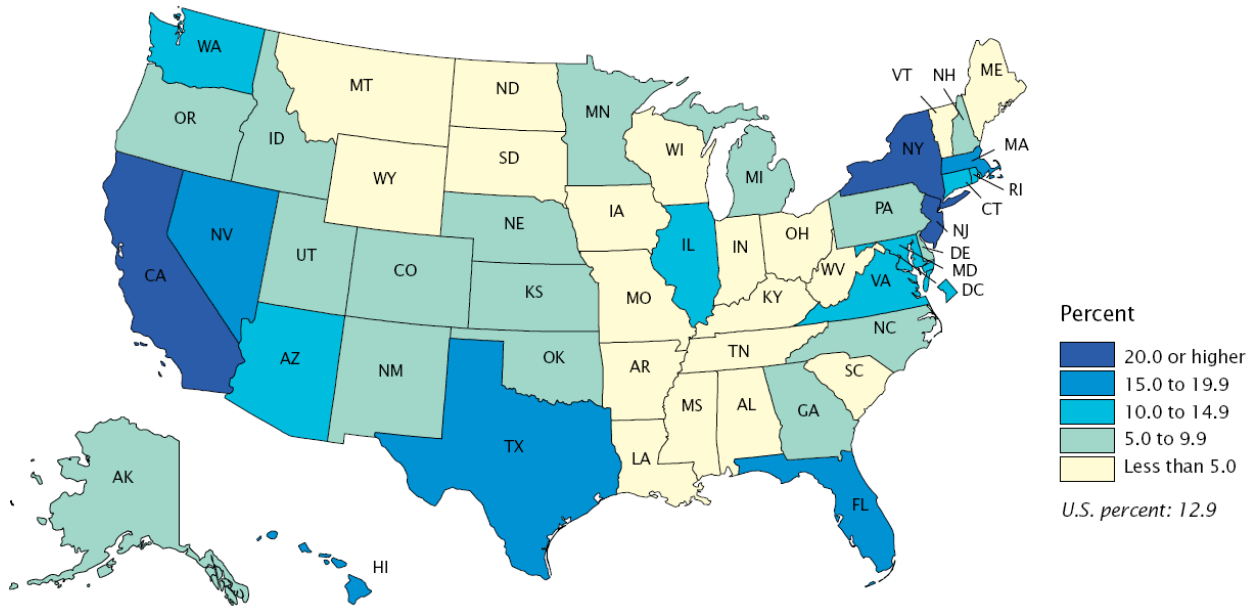 WA
MT
ND
MN
VT
NH
ME
OR
ID
SD
WI
NY
MA
WY
MI
RI
CT
NE
IA
PA
NJ
NV
UT
IL
IN
OH
DE
MD
CA
CO
KS
MO
WV
VA
DC
KY
NC
AZ
NM
OK
TN
AR
SC
MS
AL
GA
TX
LA
FL
AK
HI
Percent
20.0 or higher
15.0 to 19.9
10.0 to 14.9
5.0 to 9.9
Less than 5.0
U.S. percent: 12.9